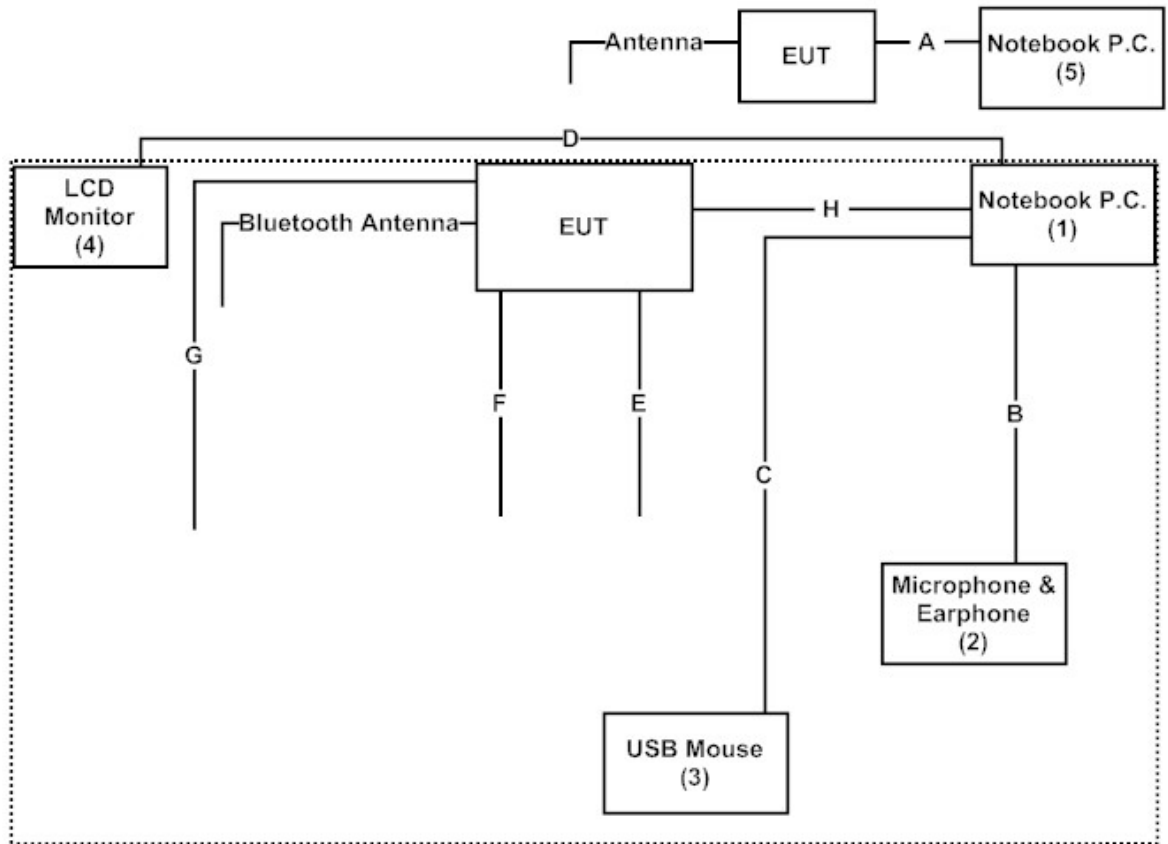 Antenna
EUT
A
Notebook P.C.
(5)
D
LCD
Monitor
(4)
Bluetooth Antenna
EUT
H
Notebook P.C.
(1)
G
F
E
C
B
Microphone &
Earphone
(2)
USB Mouse
(3)